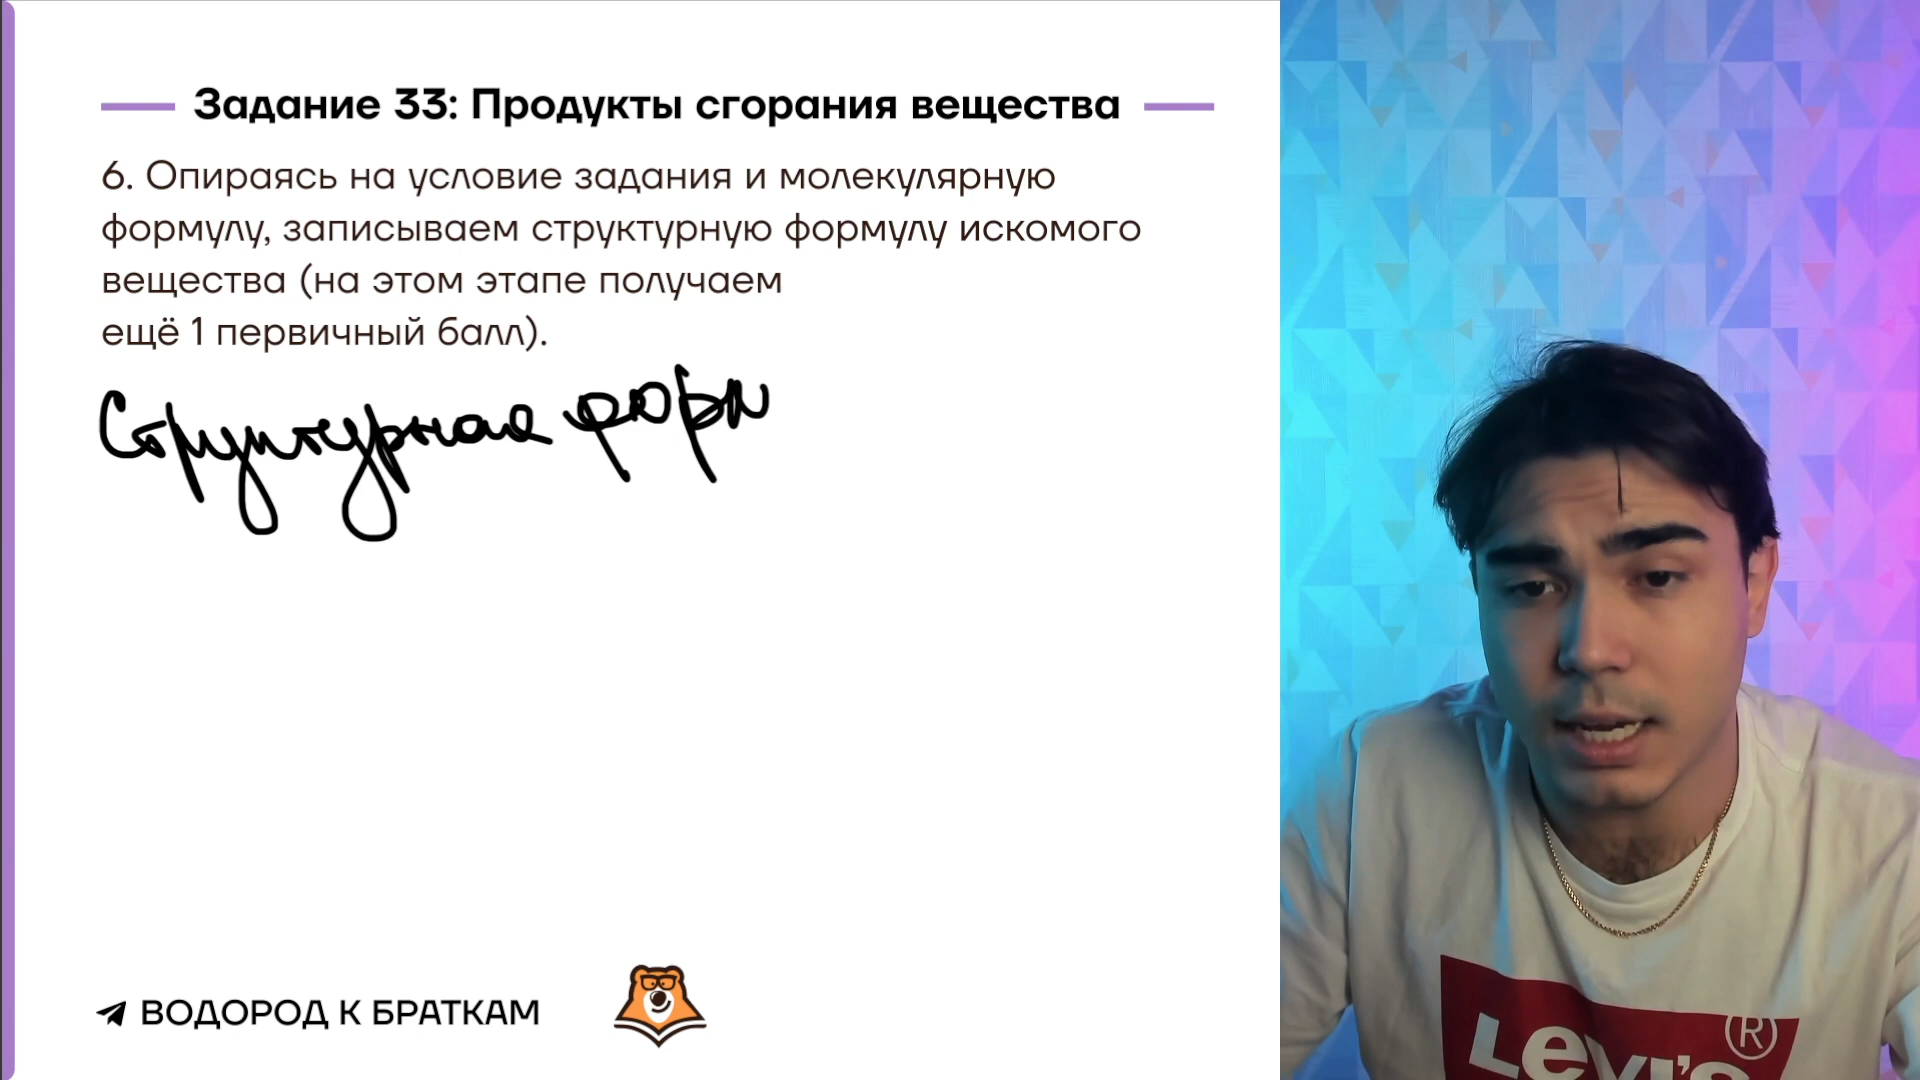 Задание 33: Продукты сгорания вещества
6. Опираясь на условие задания и молекулярную
формулу, записываем структурную формулу искомого
вещества (на этом этапе получаем
ещё 1 первичный балл).
Структурная форм
ВОДОРОД К БРАТКАМ
Levi's ®